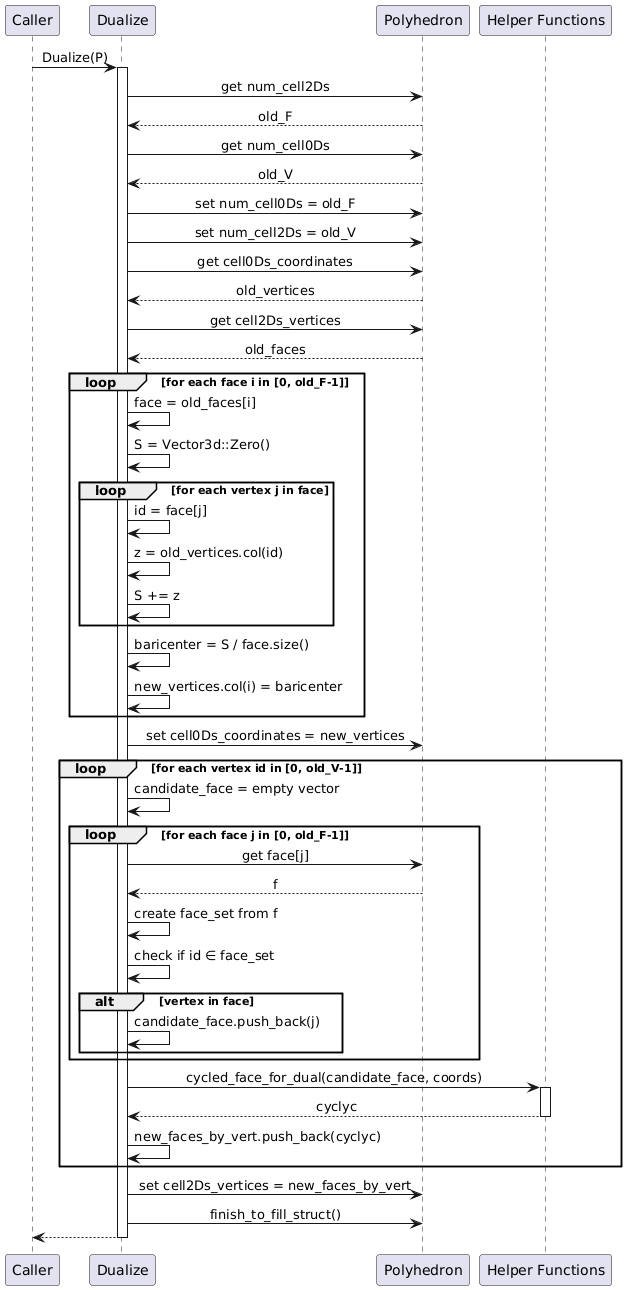 Caller Dualize Polyhedron Helper Functions
Dualize(P)
get num_cell2Ds
old_F
get num_cell0Ds
old_V
set num_cell0Ds = old_F
set num_cell2Ds = old_V
get cell0Ds_coordinates
old_vertices
get cell2Ds_vertices
old_faces
loop [for each face i in [0, old_F-1]]
face = old_faces[i]
S = Vector3d::Zero()
loop [for each vertex j in face]
id = face[j]
z = old_vertices.col(id)
S += z
baricenter = S / face.size()
new_vertices.col(i) = baricenter
set cell0Ds_coordinates = new_vertices
loop [for each vertex id in [0, old_V-1]]
candidate_face = empty vector
loop [for each face j in [0, old_F-1]]
get face[j]
f
create face_set from f
check if id ∈ face_set
alt [vertex in face]
candidate_face.push_back(j)
cycled_face_for_dual(candidate_face, coords)
cyclyc
new_faces_by_vert.push_back(cyclyc)
set cell2Ds_vertices = new_faces_by_vert
finish_to_fill_struct()
Caller Dualize Polyhedron Helper Functions